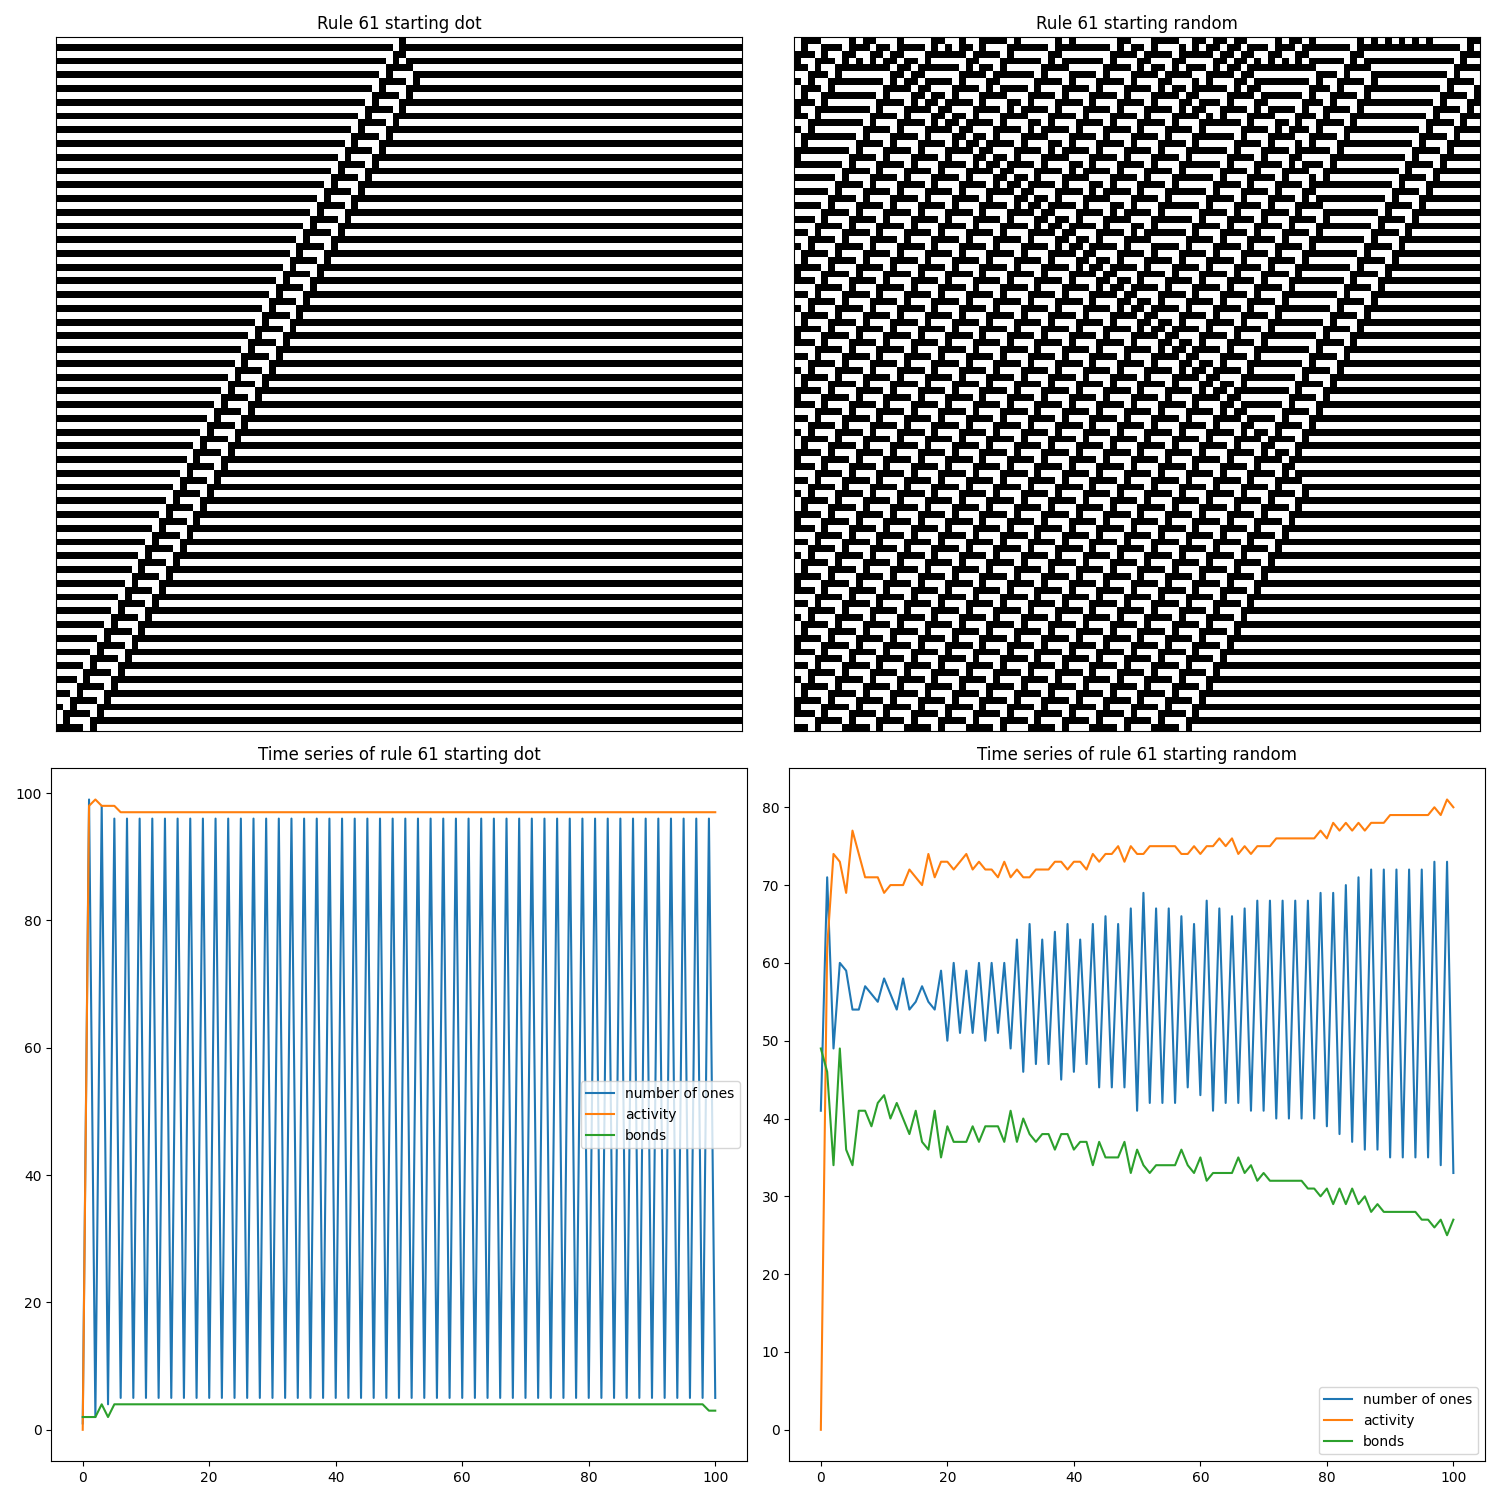 Rule 61 starting dot
Rule 61 starting random
Time series of rule 61 starting dot
100
80
60
40
20
0
0 20 40 60 80 100
number of ones
activity
bonds
Time series of rule 61 starting random
80
70
60
50
40
30
20
10
0
0 20 40 60 80 100
number of ones
activity
bonds